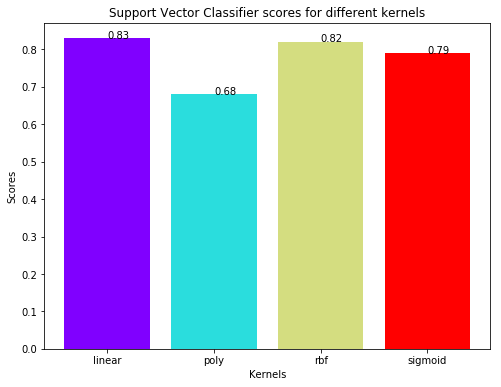 Support Vector Classifier scores for different kernels
0.83
0.68
0.82
0.79
Scores
0.8
0.7
0.6
0.5
0.4
0.3
0.2
0.1
0.0
linear
poly
rbf
sigmoid
Kernels